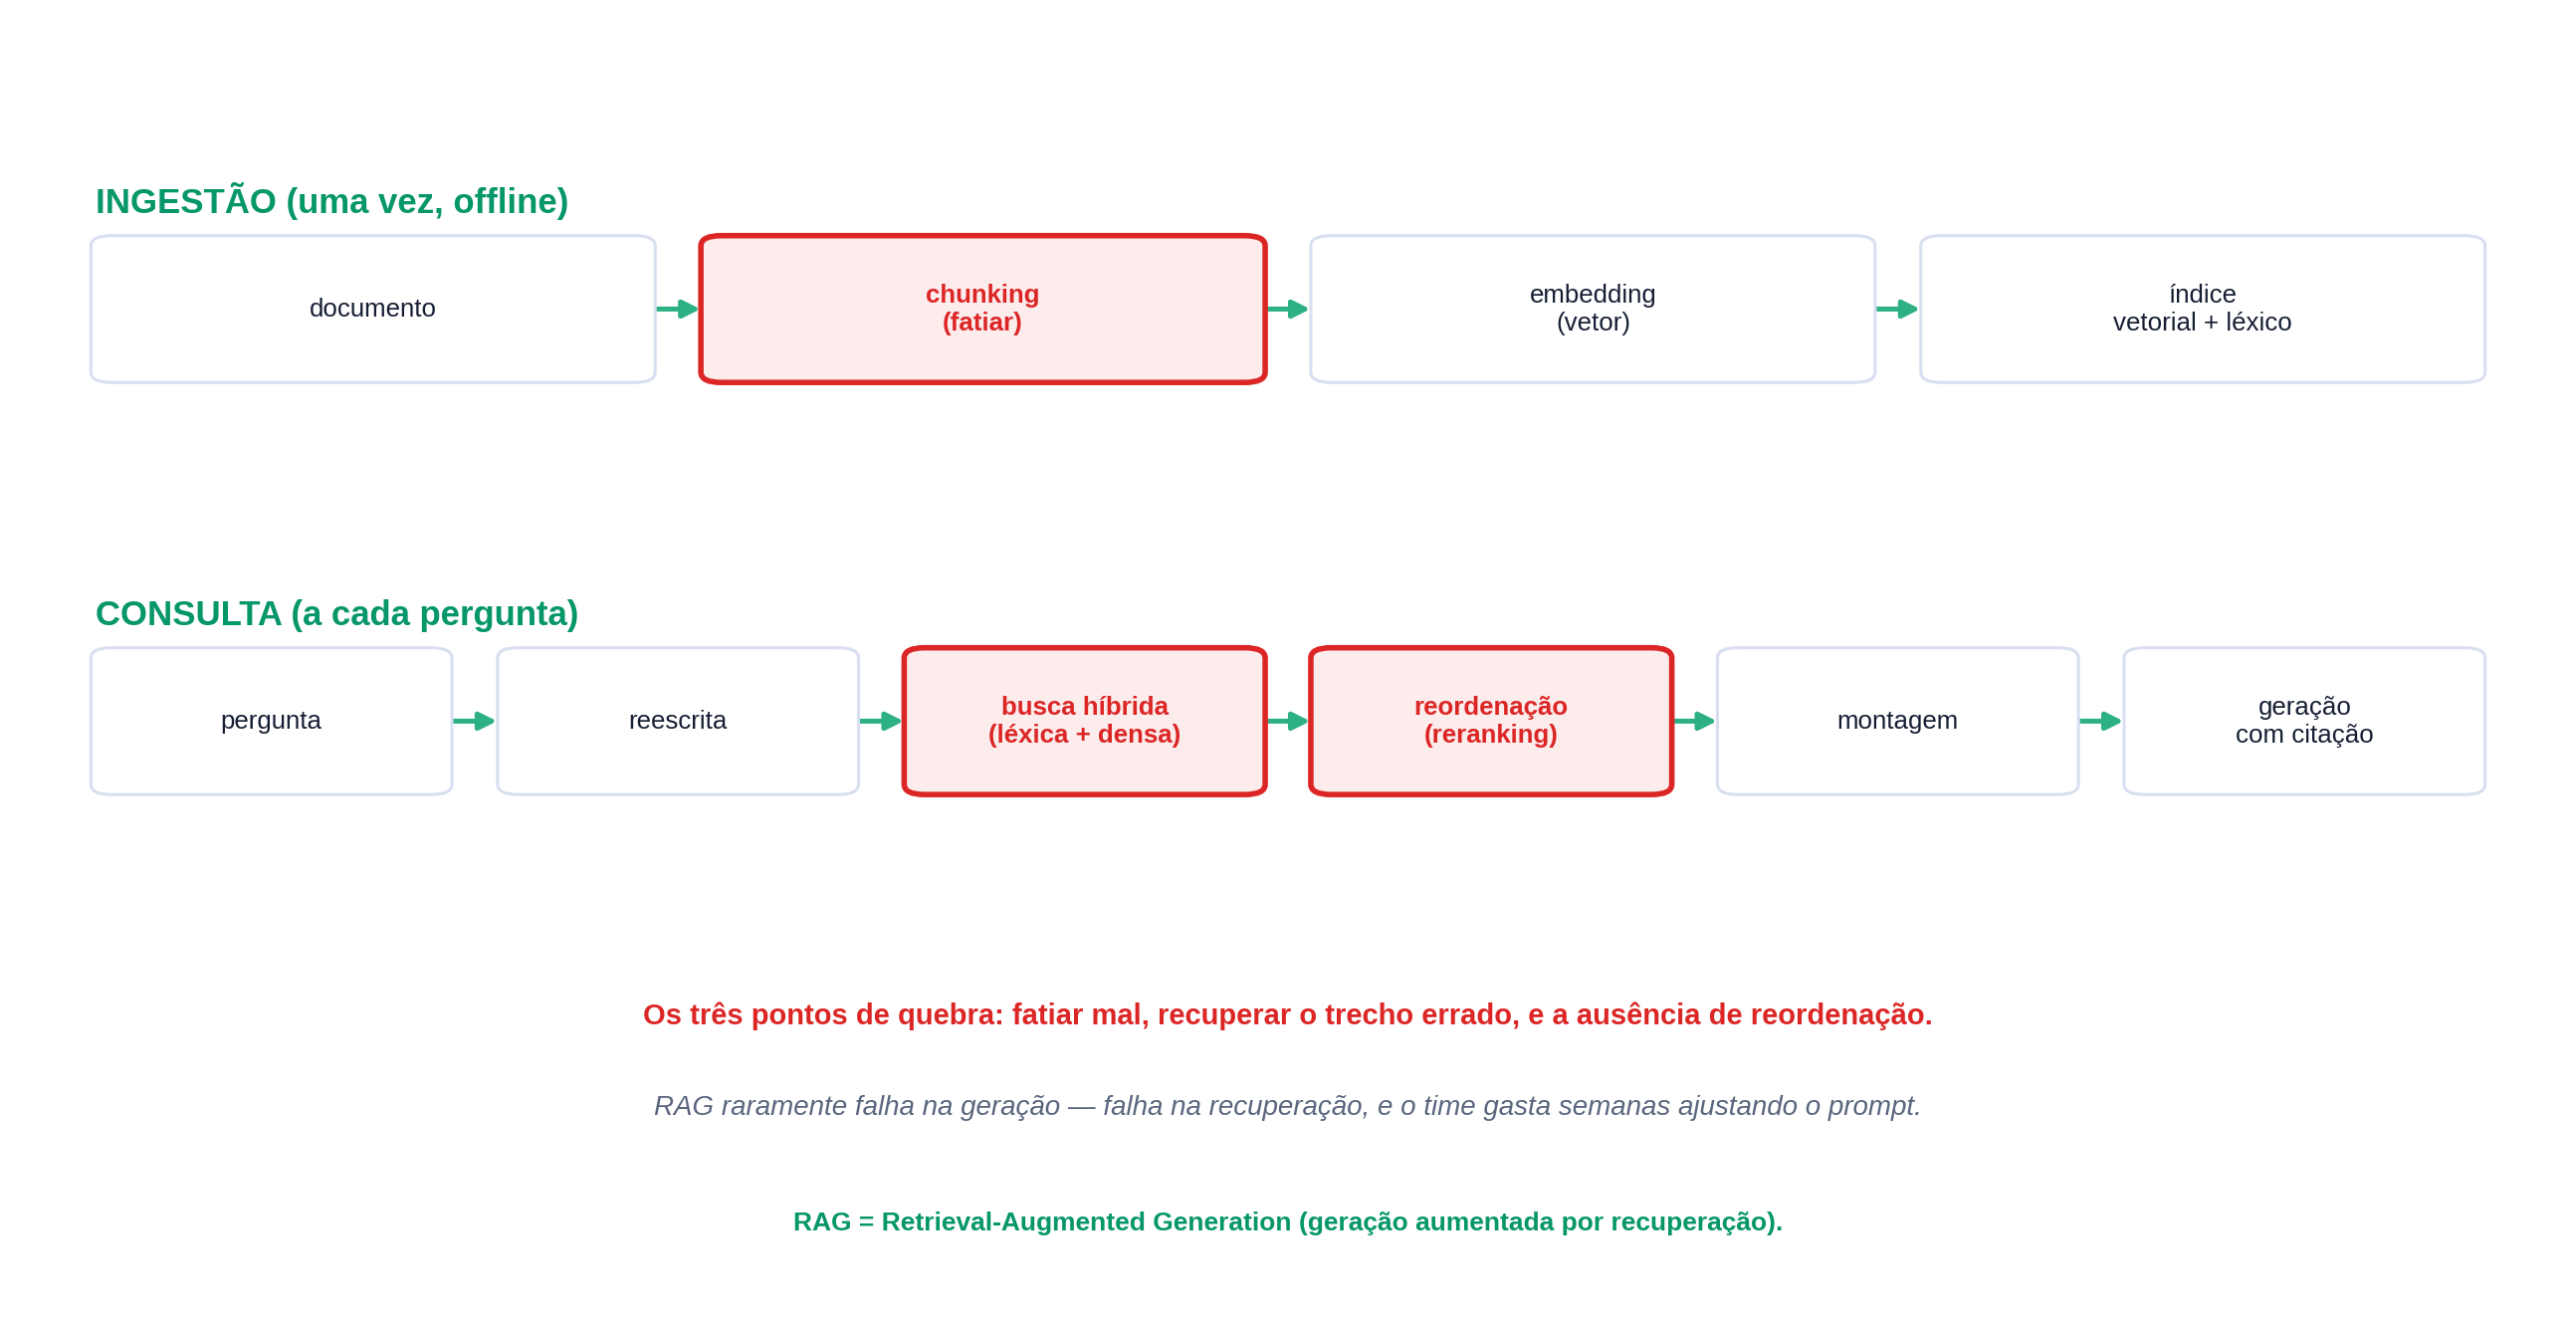 INGESTÃO (uma vez, offline)
documento
chunking
(fatiar)
embedding
(vetor)
índice
vetorial + léxico
CONSULTA (a cada pergunta)
pergunta
reescrita
busca híbrida
(léxica + densa)
reordenação
(reranking)
montagem
geração
com citação
Os três pontos de quebra: fatiar mal, recuperar o trecho errado, e a ausência de reordenação.
RAG raramente falha na geração — falha na recuperação, e o time gasta semanas ajustando o prompt.
RAG = Retrieval-Augmented Generation (geração aumentada por recuperação).